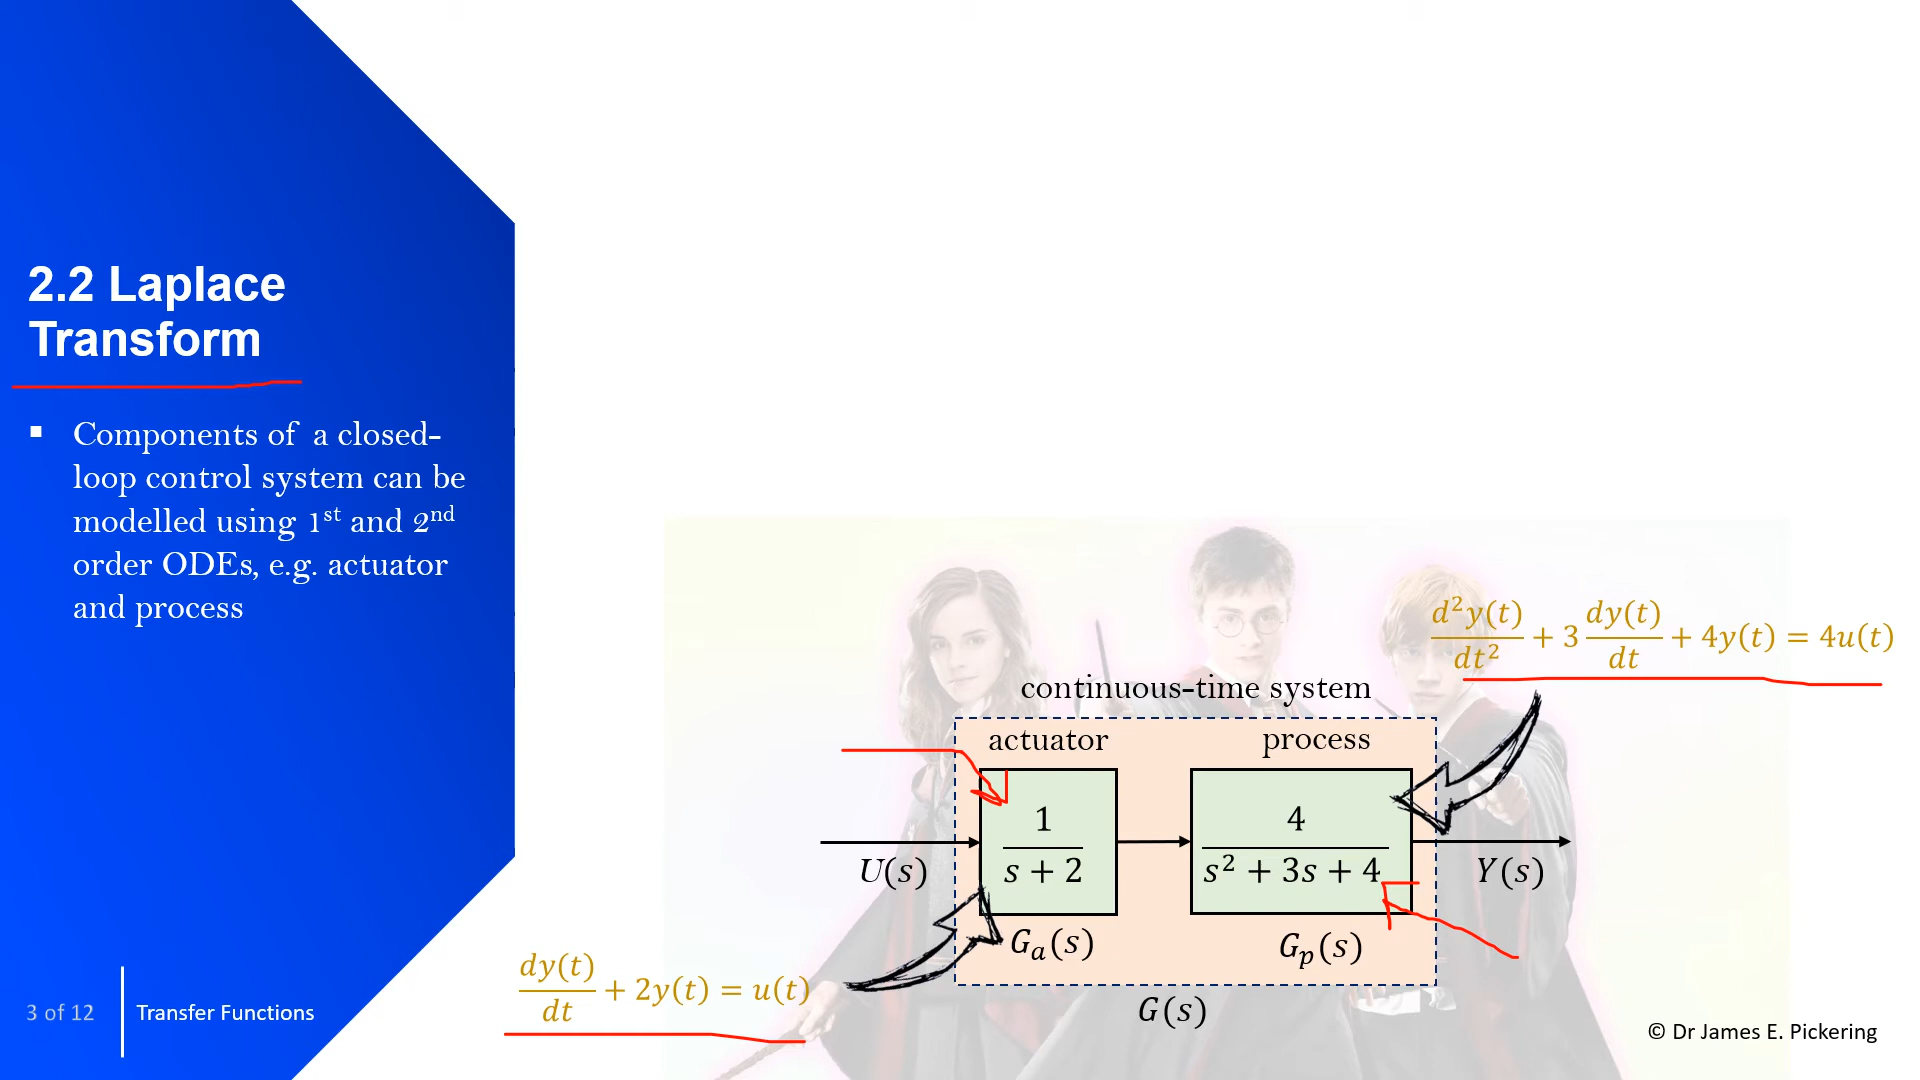 2.2 Laplace
Transform
▪ Components of a closed-
loop control system can be
modelled using 1st and 2nd
order ODEs, e.g. actuator
and process
d²y(t)/dt² + 3 dy(t)/dt + 4y(t) = 4u(t)
continuous-time system
actuator process
U(s) 1/(s + 2) 4/(s² + 3s + 4) Y(s)
Gₐ(s) Gₚ(s)
dy(t)/dt + 2y(t) = u(t)
G(s)
3 of 12 Transfer Functions
© Dr James E. Pickering